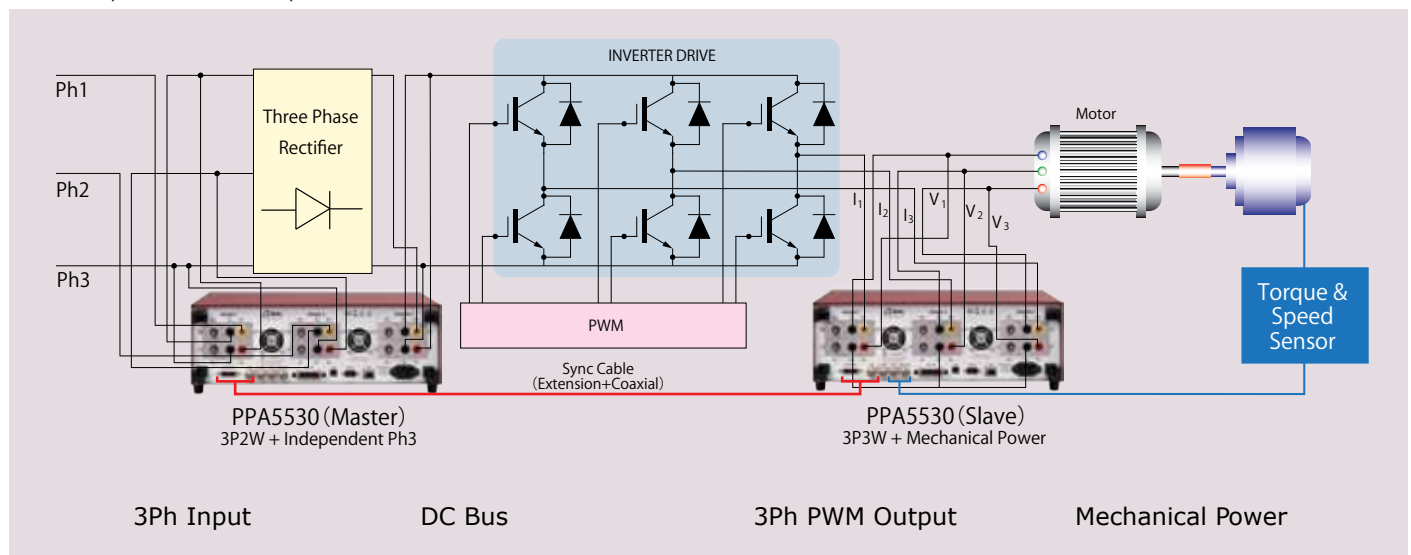 INVERTER DRIVE
Ph1
Ph2
Ph3
Three Phase
Rectifier
Motor
I1
I2
I3
V1
V2
V3
Torque &
Speed
Sensor
PWM
Sync Cable
(Extension+Coaxial)
PPA5530(Master)
3P2W + Independent Ph3
PPA5530(Slave)
3P3W + Mechanical Power
3Ph Input
DC Bus
3Ph PWM Output
Mechanical Power